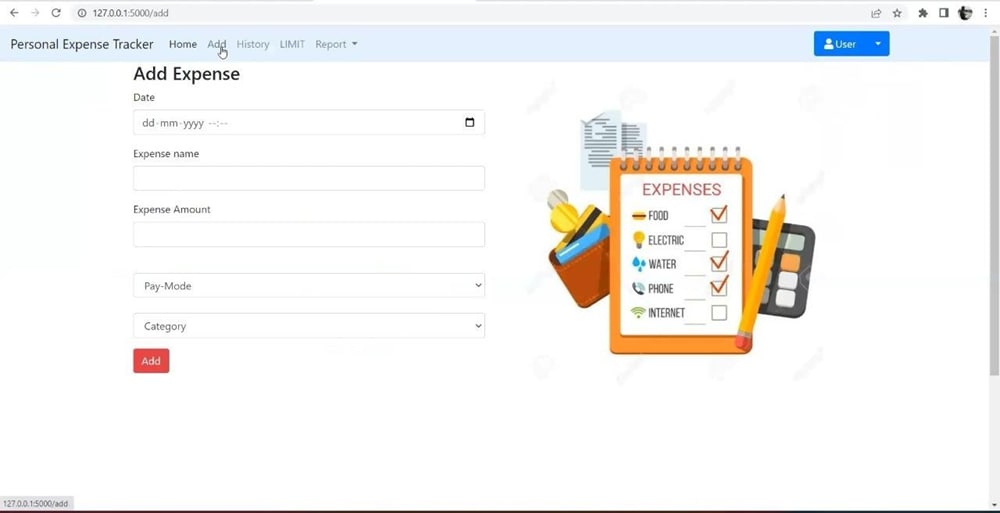 127.0.0.1:5000/add
Personal Expense Tracker Home Add History LIMIT Report User
Add Expense
Date
dd-mm-yyyy --:--
Expense name
Expense Amount
Pay-Mode
Category
Add
EXPENSES
FOOD
ELECTRIC
WATER
PHONE
INTERNET
127.0.0.1:5000/add